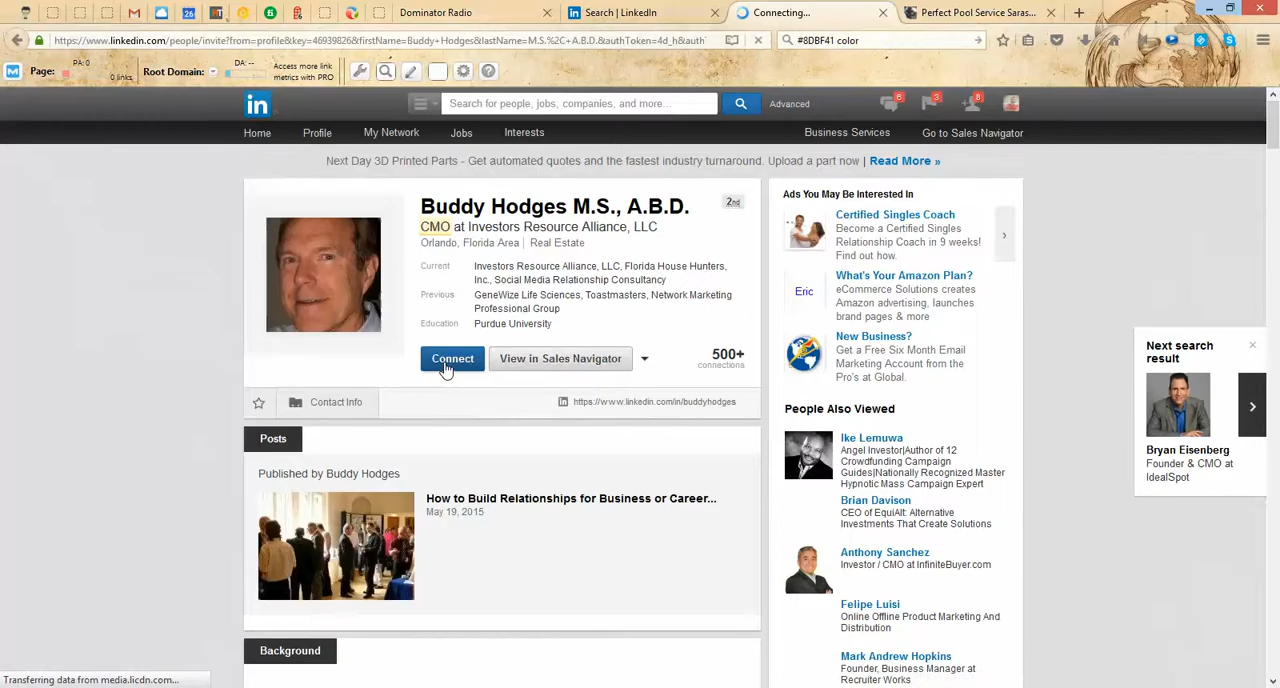 Dominator Radio
Search | LinkedIn
Connecting...
Perfect Pool Service Saras...
https://www.linkedin.com/people/invite?from=profile&key=46939826&firstName=Buddy+Hodges&lastName=M.S.%2C+A.B.D.&authToken=4d_h&auth
#8DBF41 color
Page:
PA: 0
0 links
Root Domain:
DA: --
Access more link
metrics with PRO
in
Search for people, jobs, companies, and more...
Advanced
6
3
8
Home
Profile
My Network
Jobs
Interests
Business Services
Go to Sales Navigator
Next Day 3D Printed Parts - Get automated quotes and the fastest industry turnaround. Upload a part now | Read More »
Buddy Hodges M.S., A.B.D.
2nd
CMO at Investors Resource Alliance, LLC
Orlando, Florida Area | Real Estate
Current
Investors Resource Alliance, LLC, Florida House Hunters,
Inc., Social Media Relationship Consultancy
Previous
GeneWize Life Sciences, Toastmasters, Network Marketing
Professional Group
Education
Purdue University
Connect
View in Sales Navigator
500+
connections
Contact Info
https://www.linkedin.com/in/buddyhodges
Posts
Published by Buddy Hodges
How to Build Relationships for Business or Career...
May 19, 2015
Background
Ads You May Be Interested In
Certified Singles Coach
Become a Certified Singles
Relationship Coach in 9 weeks!
Find out how.
Eric
What's Your Amazon Plan?
eCommerce Solutions creates
Amazon advertising, launches
brand pages & more
New Business?
Get a Free Six Month Email
Marketing Account from the
Pro's at Global.
People Also Viewed
Ike Lemuwa
Angel Investor|Author of 12
Crowdfunding Campaign
Guides|Nationally Recognized Master
Hypnotic Mass Campaign Expert
Brian Davison
CEO of EquiAlt: Alternative
Investments That Create Solutions
Anthony Sanchez
Investor / CMO at InfiniteBuyer.com
Felipe Luisi
Online Offline Product Marketing And
Distribution
Mark Andrew Hopkins
Founder, Business Manager at
Recruiter Works
Next search
result
Bryan Eisenberg
Founder & CMO at
IdealSpot
Transferring data from media.licdn.com...